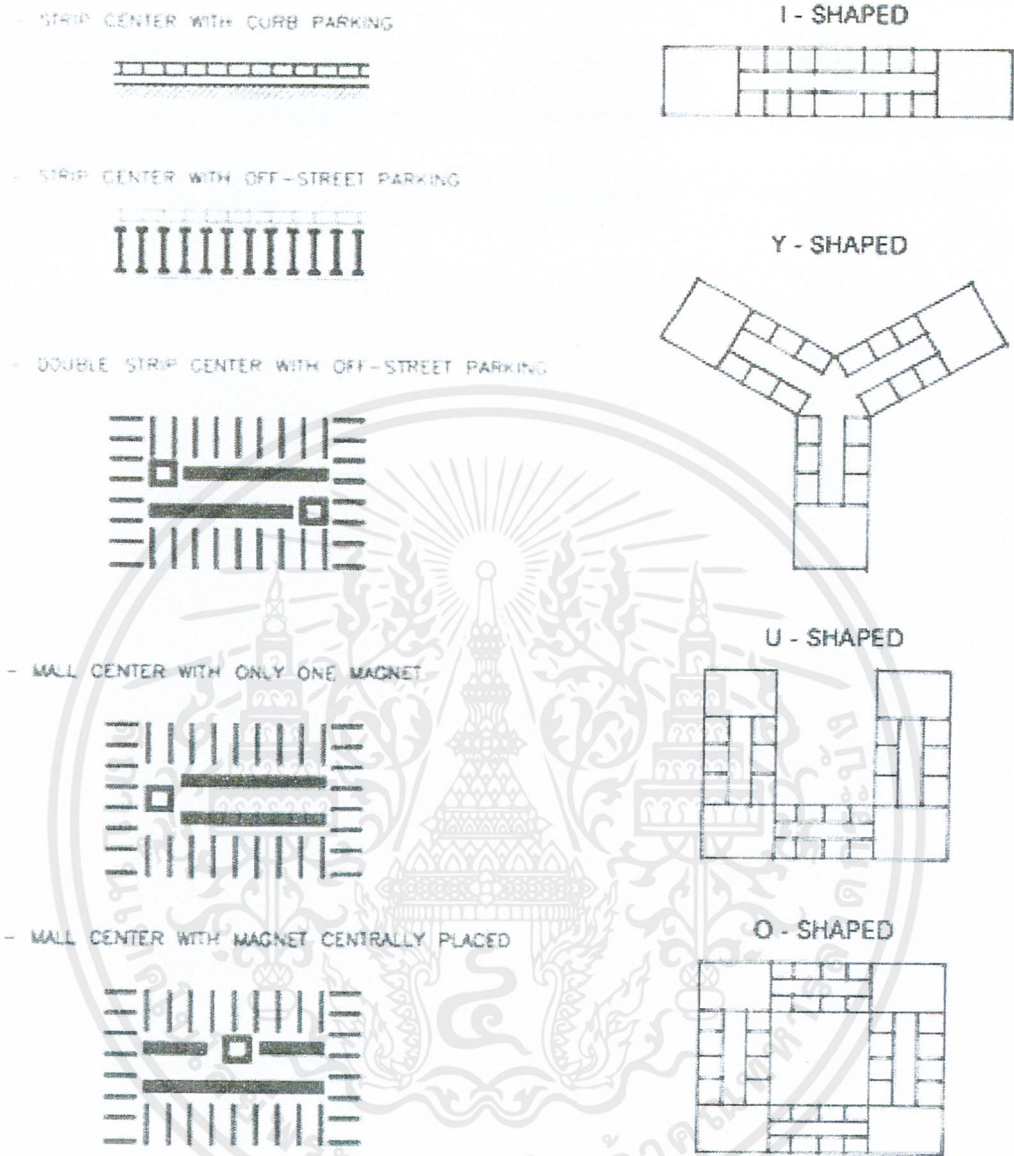 - STRIP CENTER WITH CURB PARKING
- STRIP CENTER WITH OFF-STREET PARKING
- DOUBLE STRIP CENTER WITH OFF-STREET PARKING
- MALL CENTER WITH ONLY ONE MAGNET
- MALL CENTER WITH MAGNET CENTRALLY PLACED
I - SHAPED
Y - SHAPED
U - SHAPED
O - SHAPED